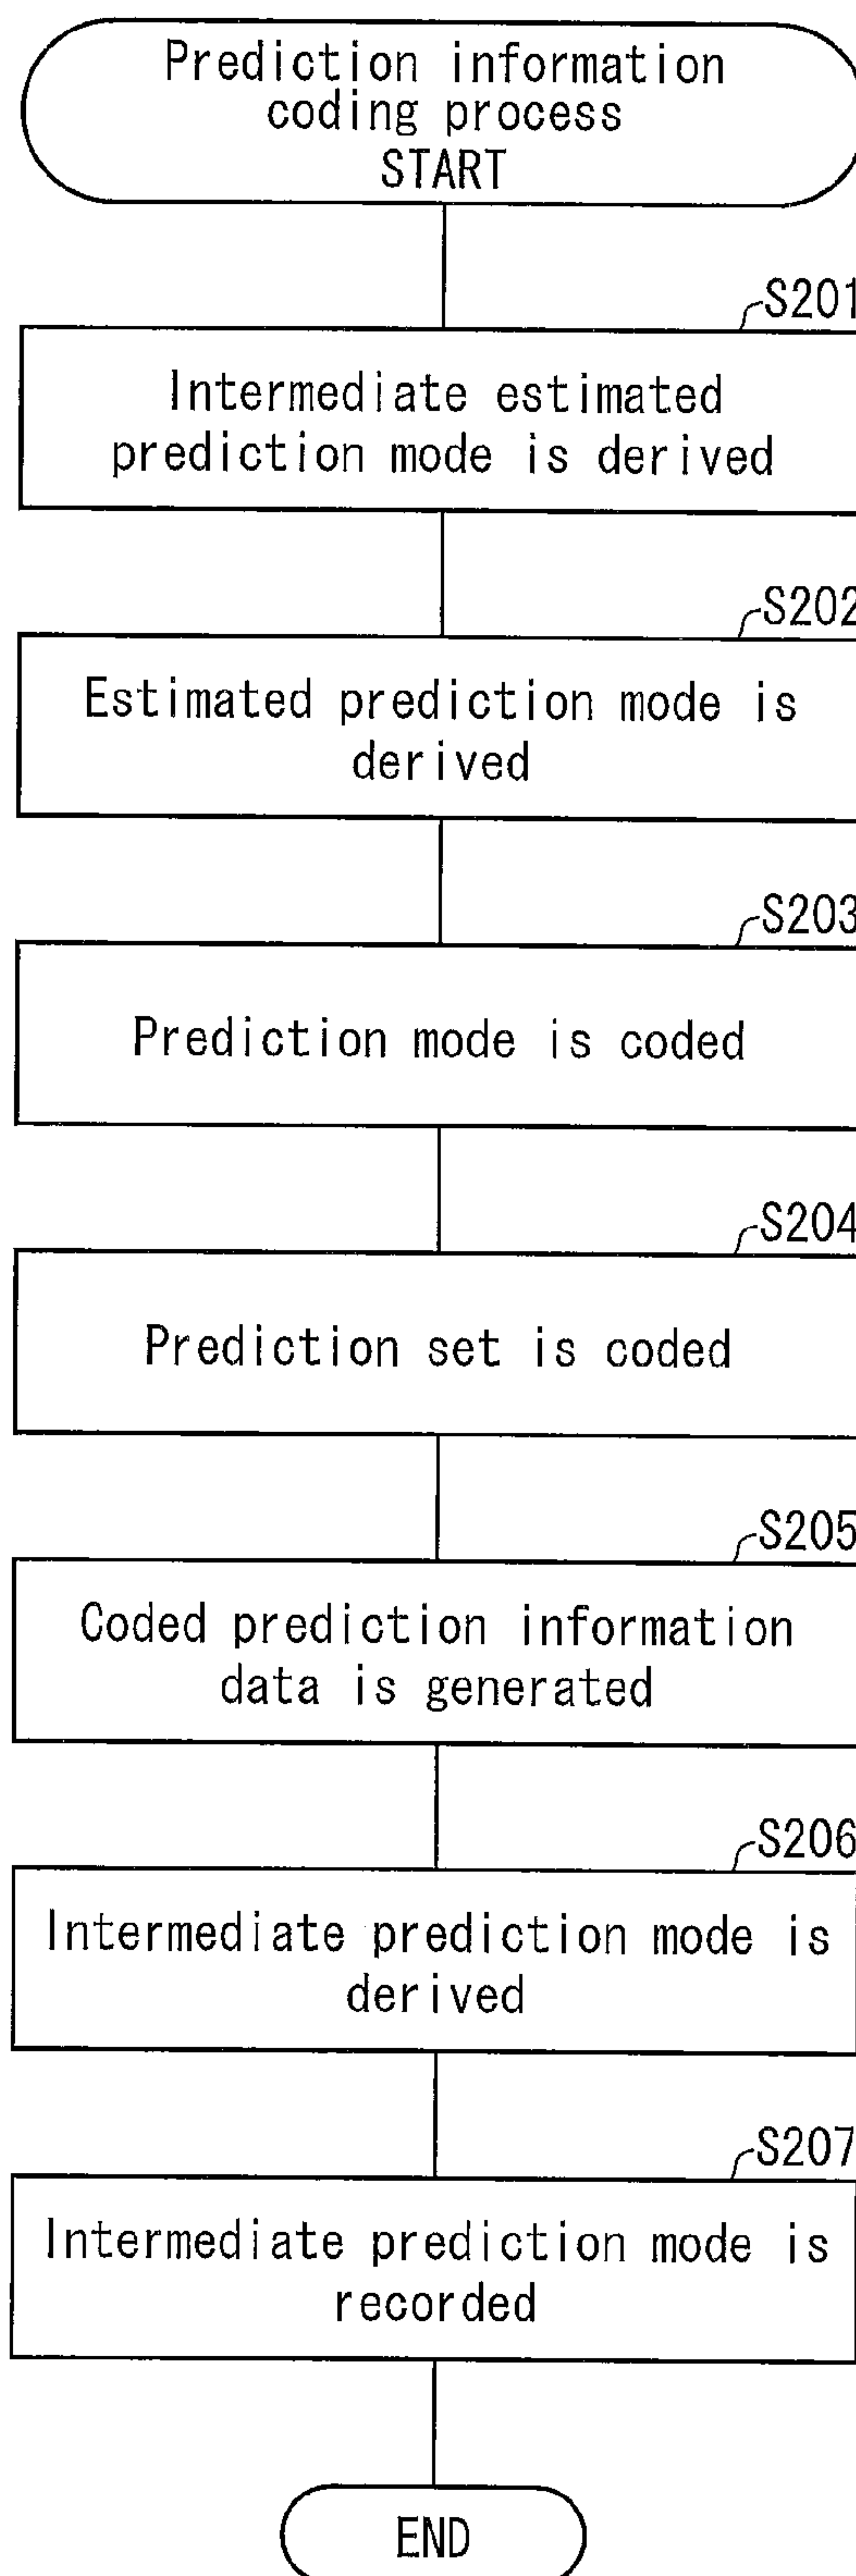 Prediction information
coding process
START
S201
Intermediate estimated
prediction mode is derived
S202
Estimated prediction mode is
derived
S203
Prediction mode is coded
S204
Prediction set is coded
S205
Coded prediction information
data is generated
S206
Intermediate prediction mode is
derived
S207
Intermediate prediction mode is
recorded
END